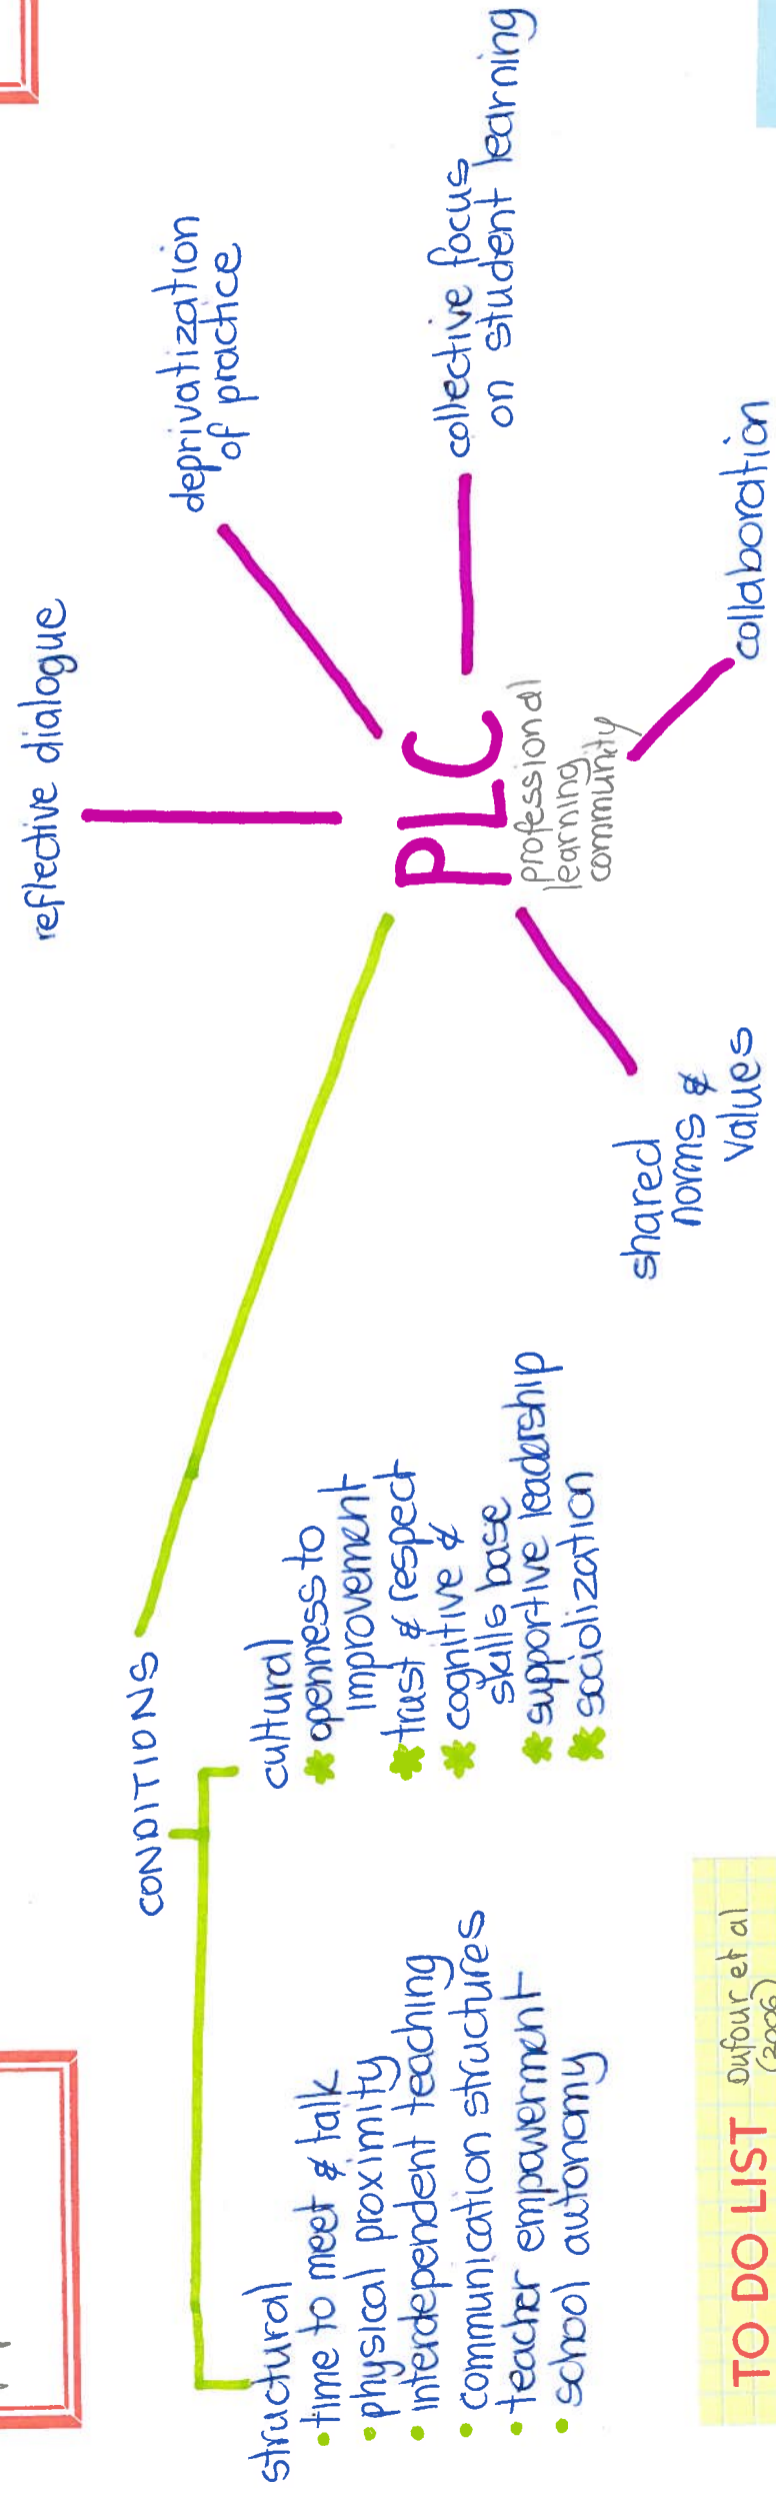 reflective dialogue
deprivatization
of practice
CONDITIONS
structural
time to meet & talk
physical proximity
interdependent teaching
communication structures
teacher empowerment
school autonomy
cultural
openness to
improvement
trust & respect
cognitive &
skills base
supportive leadership
socialization
PLC
professional
learning
community
collective focus
on student learning
shared
norms &
values
collaboration
TO DO LIST
Dufour et al
(2006)